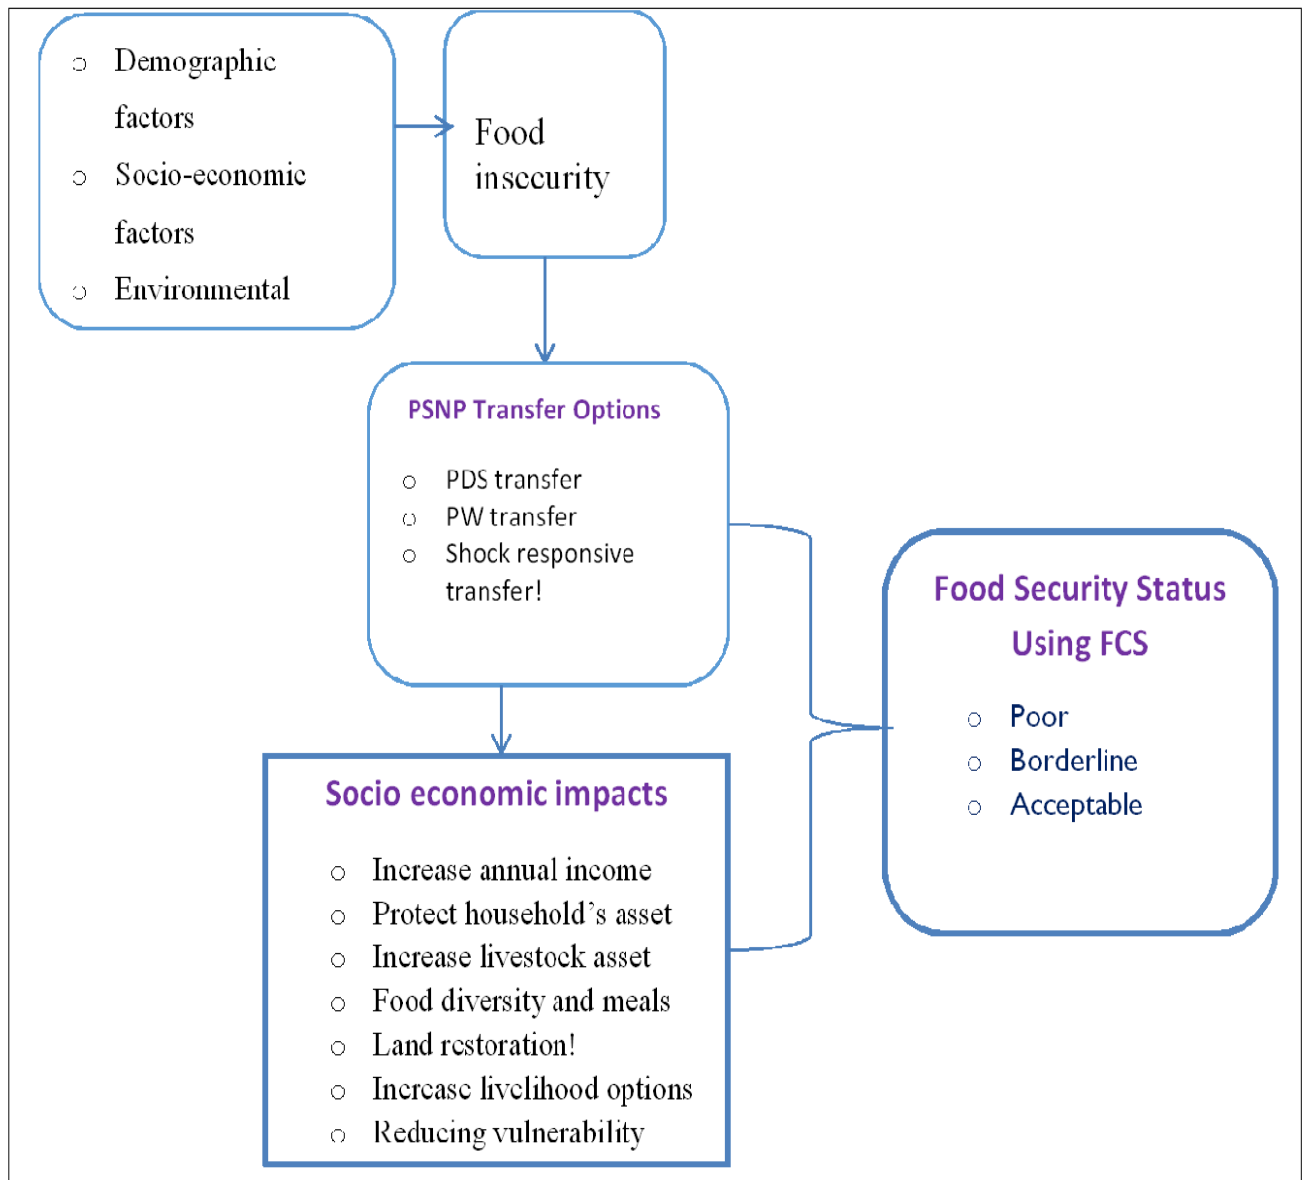 Demographic
factors
Socio-economic
factors
Environmental
Food
insecurity
PSNP Transfer Options
PDS transfer
PW transfer
Shock responsive
transfer!
Food Security Status
Using FCS
Poor
Borderline
Acceptable
Socio economic impacts
Increase annual income
Protect household’s asset
Increase livestock asset
Food diversity and meals
Land restoration!
Increase livelihood options
Reducing vulnerability